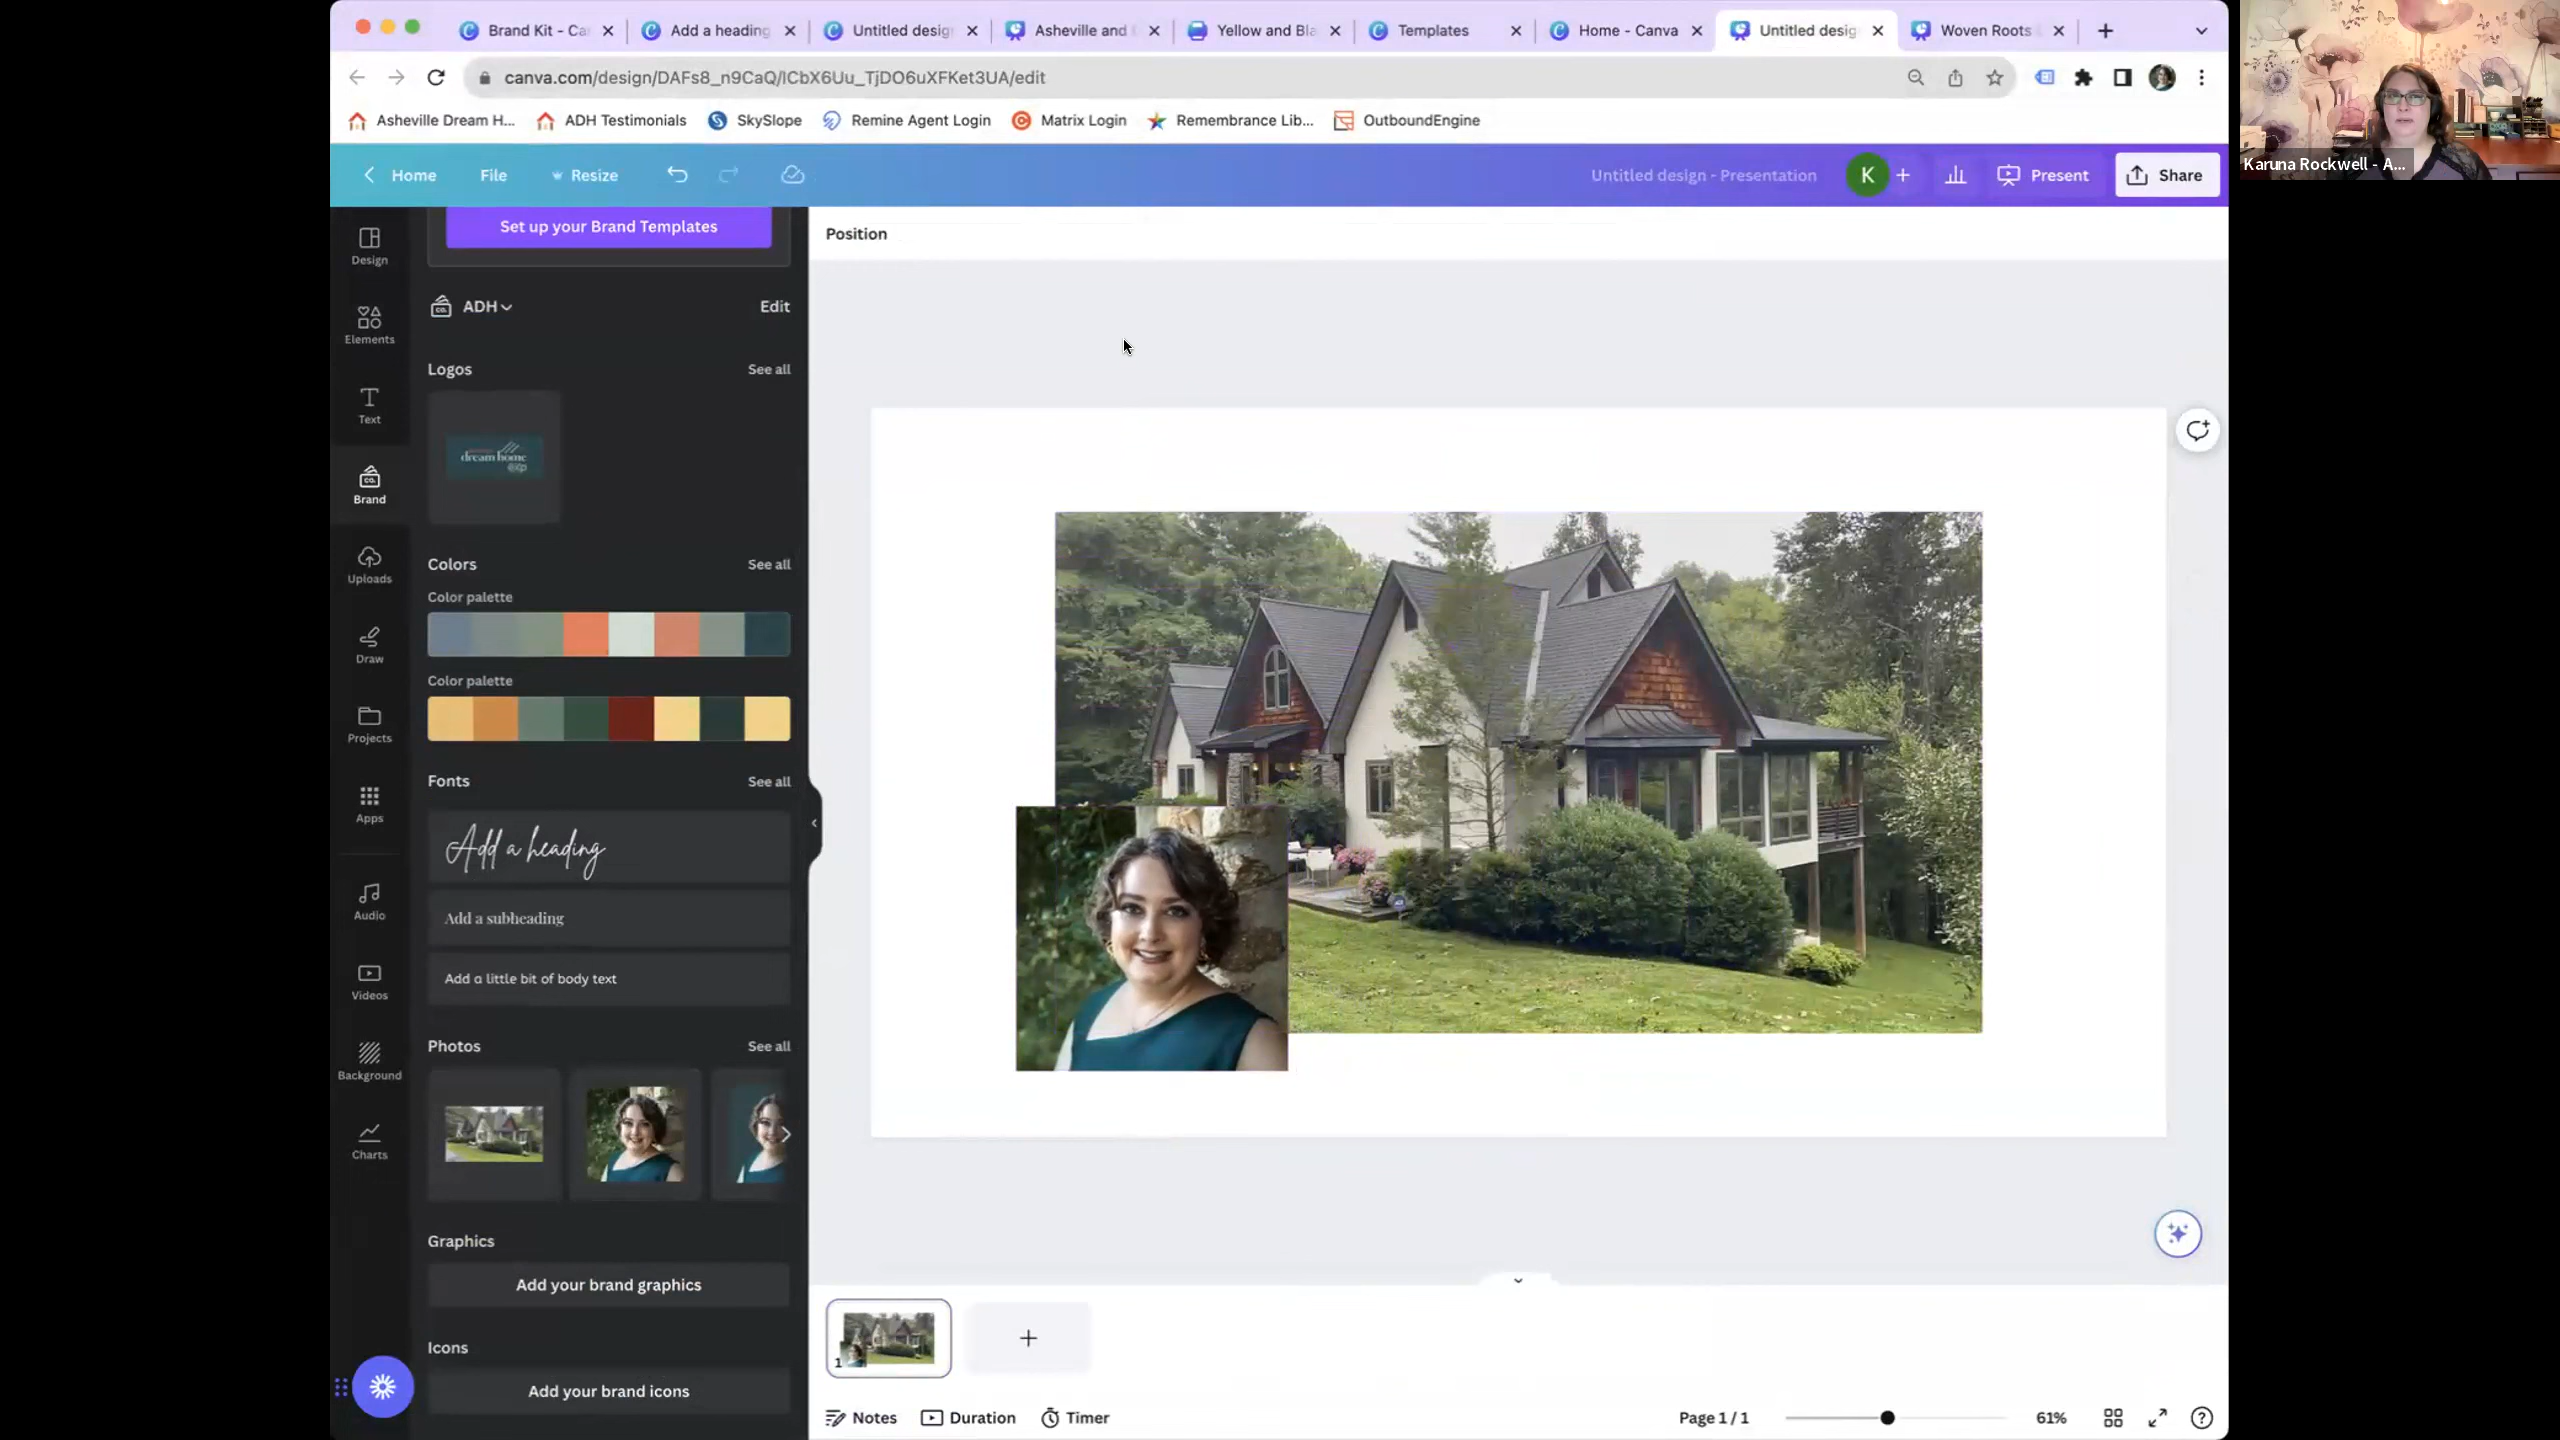 Brand Kit - Ca
Add a heading
Untitled desig
Asheville and
Yellow and Bla
Templates
Home - Canva
Untitled desig
Woven Roots
canva.com/design/DAFs8_n9CaQ/lCbX6Uu_TjDO6uXFKet3UA/edit
Asheville Dream H...
ADH Testimonials
SkySlope
Remine Agent Login
Matrix Login
Remembrance Lib...
OutboundEngine
Karuna Rockwell - A...
Home
File
Resize
Untitled design - Presentation
K
Present
Share
Set up your Brand Templates
Position
Design
Elements
Text
Brand
Uploads
Draw
Projects
Apps
Audio
Videos
Background
Charts
ADH
Edit
Logos
See all
dream home
exp
Colors
See all
Color palette
Color palette
Fonts
See all
Add a heading
Add a subheading
Add a little bit of body text
Photos
See all
Graphics
Add your brand graphics
Icons
Add your brand icons
1
Notes
Duration
Timer
Page 1 / 1
61%